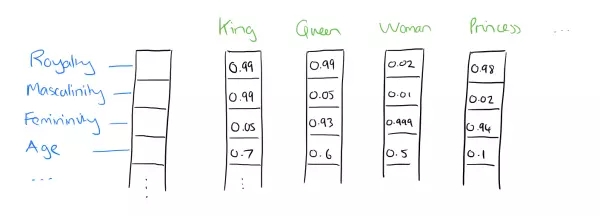 King Queen Woman Princess ...
Royalty 0.99 0.99 0.02 0.98
Masculinity 0.99 0.05 0.01 0.02
Femininity 0.05 0.93 0.999 0.94
Age 0.7 0.6 0.5 0.1
...